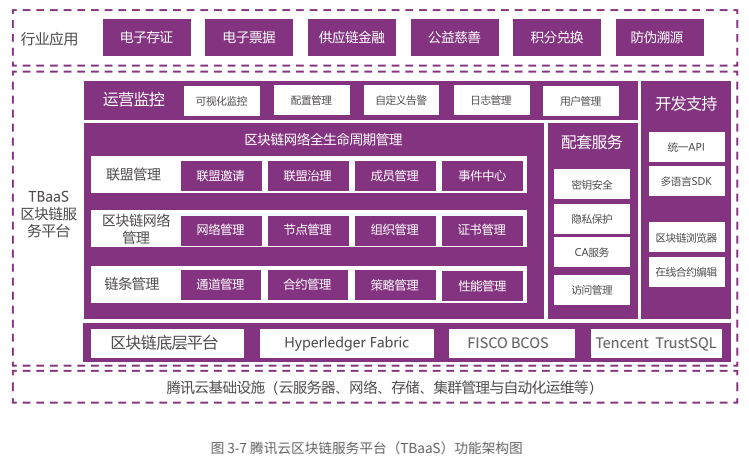 行业应用
电子存证
电子票据
供应链金融
公益慈善
积分兑换
防伪溯源
TBaaS
区块链服
务平台
运营监控
可视化监控
配置管理
自定义告警
日志管理
用户管理
区块链网络全生命周期管理
联盟管理
联盟邀请
联盟治理
成员管理
事件中心
区块链网络
管理
网络管理
节点管理
组织管理
证书管理
链条管理
通道管理
合约管理
策略管理
性能管理
配套服务
密钥安全
隐私保护
CA服务
访问管理
开发支持
统一API
多语言SDK
区块链浏览器
在线合约编辑
区块链底层平台
Hyperledger Fabric
FISCO BCOS
Tencent TrustSQL
腾讯云基础设施（云服务器、网络、存储、集群管理与自动化运维等）
图 3-7 腾讯云区块链服务平台（TBaaS）功能架构图